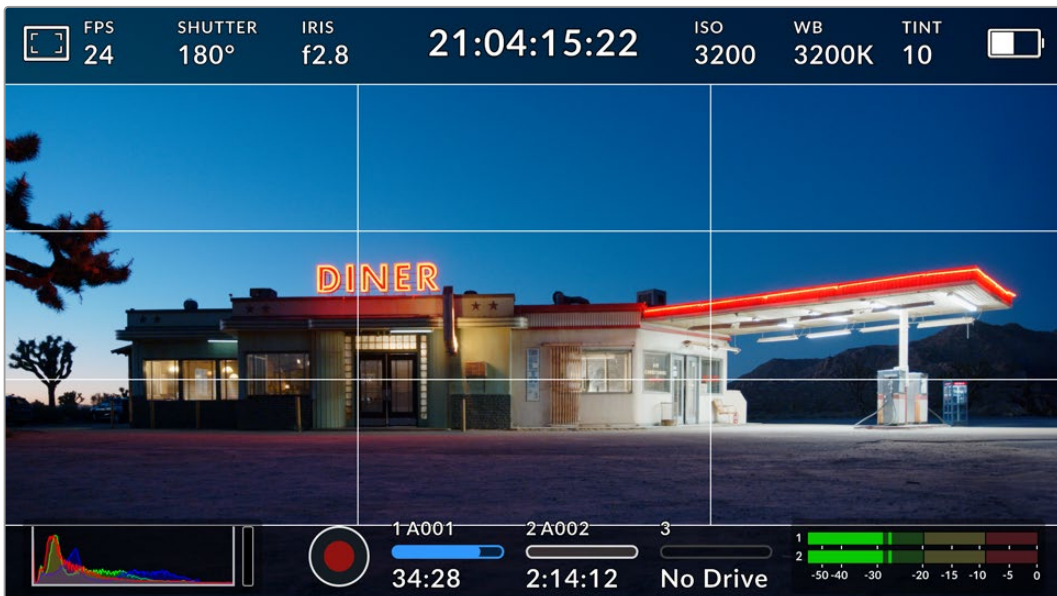 FPS SHUTTER IRIS ISO WB TINT
24 180° f2.8 21:04:15:22 3200 3200K 10
DINER
1 A001 2 A002 3
34:28 2:14:12 No Drive
1
2
-50 -40 -30 -20 -15 -10 -5 0